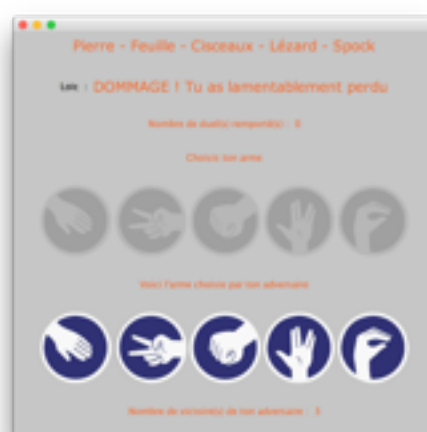 Pierre - Feuille - Cisceaux - Lézard - Spock
: DOMMAGE ! Tu as lamentablement perdu
Nombre de duel(s) remporté(s) : 0
Choisis ton arme
Voici l'arme choisie par ton adversaire
Nombre de victoire(s) de ton adversaire : 3